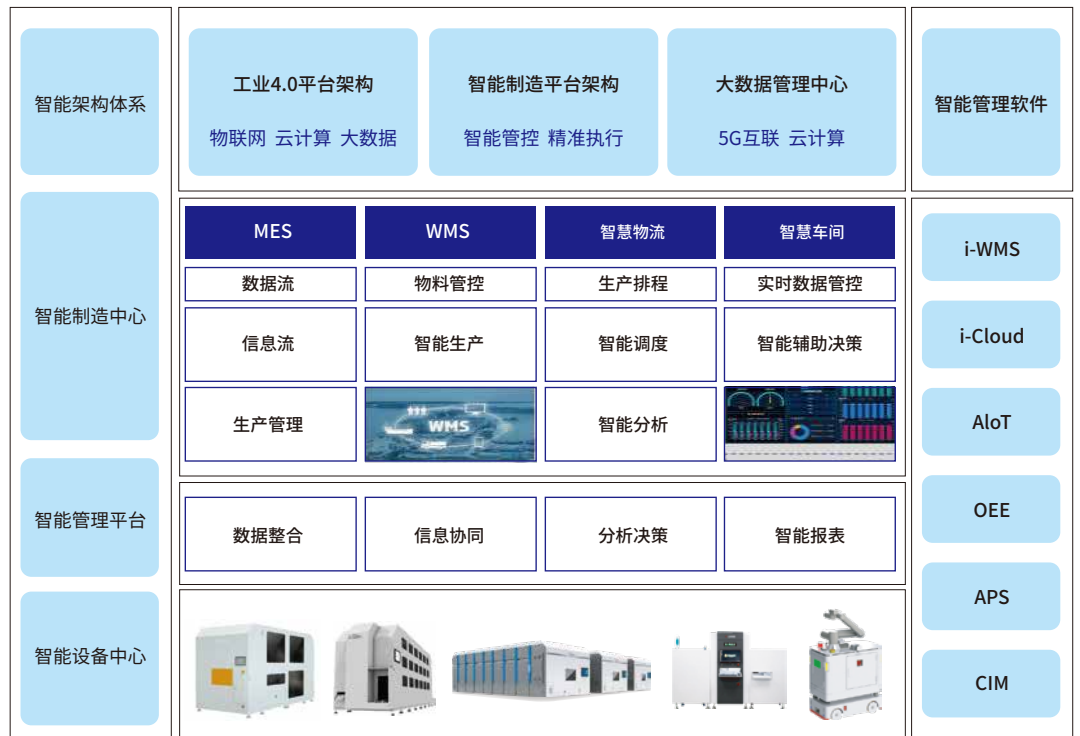 智能架构体系
工业4.0平台架构
物联网 云计算 大数据
智能制造平台架构
智能管控 精准执行
大数据管理中心
5G互联 云计算
智能管理软件
智能制造中心
MES
WMS
智慧物流
智慧车间
数据流
物料管控
生产排程
实时数据管控
信息流
智能生产
智能调度
智能辅助决策
生产管理
WMS
智能分析
智能管理平台
数据整合
信息协同
分析决策
智能报表
智能设备中心
i-WMS
i-Cloud
AloT
OEE
APS
CIM